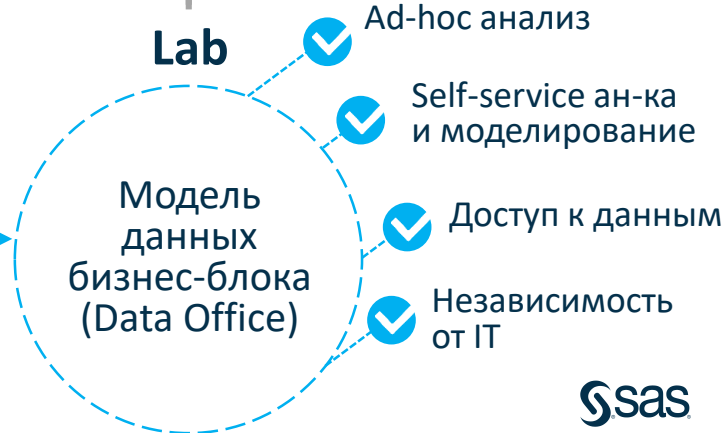 Lab
Ad-hoc анализ
Self-service ан-ка
и моделирование
Модель
данных
бизнес-блока
(Data Office)
Доступ к данным
Независимость
от IT
sas